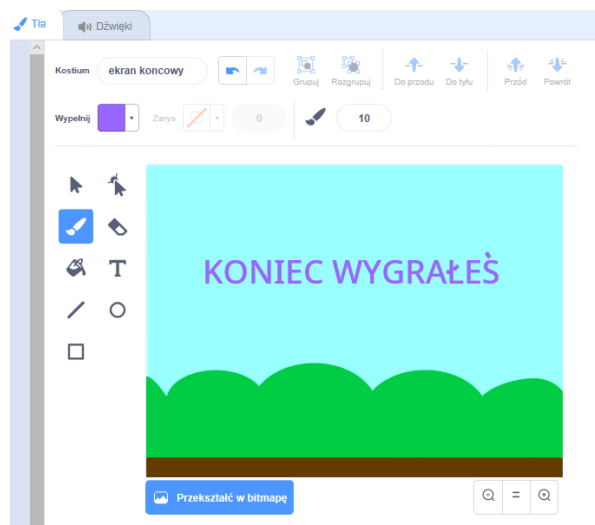 Tła
Dźwięki
Kostium ekran koncowy
Grupuj Rozgrupuj Do przodu Do tyłu Przód Powrót
Wypełnij Zarys 0 10
T
KONIEC WYGRAŁEŚ
Przekształć w bitmapę